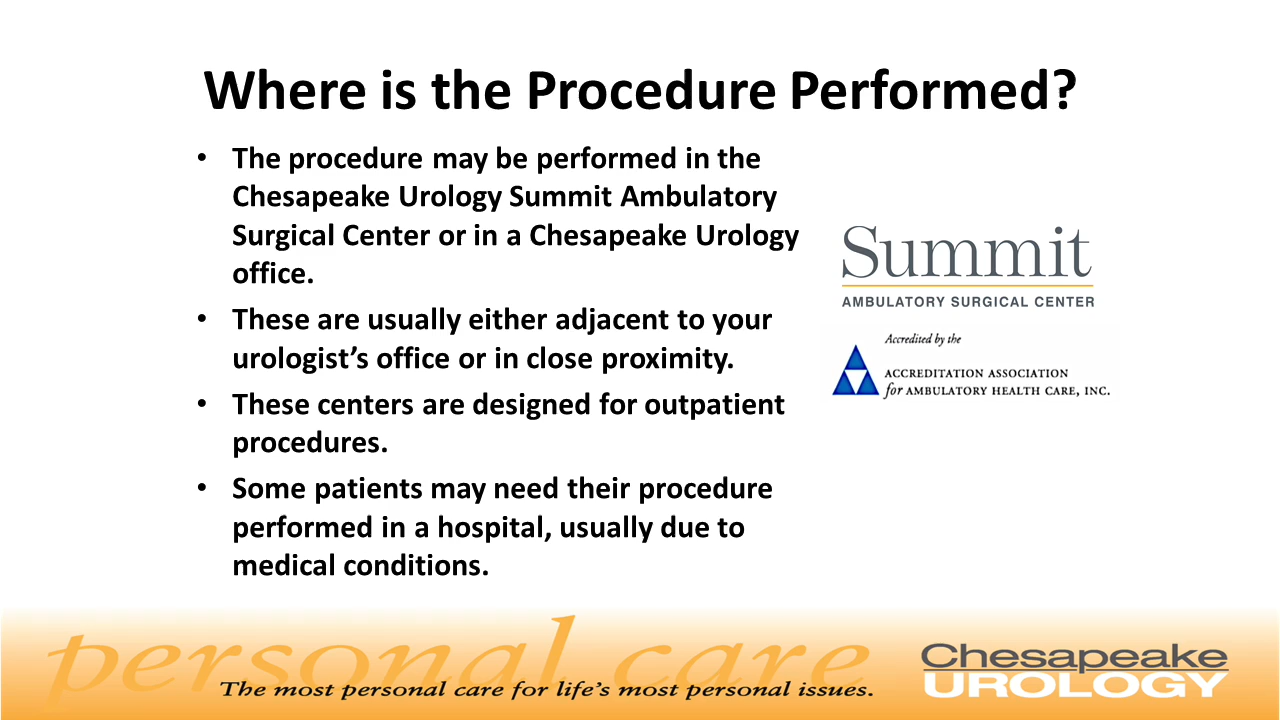 Where is the Procedure Performed?
• The procedure may be performed in the
Chesapeake Urology Summit Ambulatory
Surgical Center or in a Chesapeake Urology
office.
• These are usually either adjacent to your
urologist’s office or in close proximity.
• These centers are designed for outpatient
procedures.
• Some patients may need their procedure
performed in a hospital, usually due to
medical conditions.
Summit
AMBULATORY SURGICAL CENTER
Accredited by the
ACCREDITATION ASSOCIATION
for AMBULATORY HEALTH CARE, INC.
personal care
The most personal care for life’s most personal issues.
Chesapeake
UROLOGY